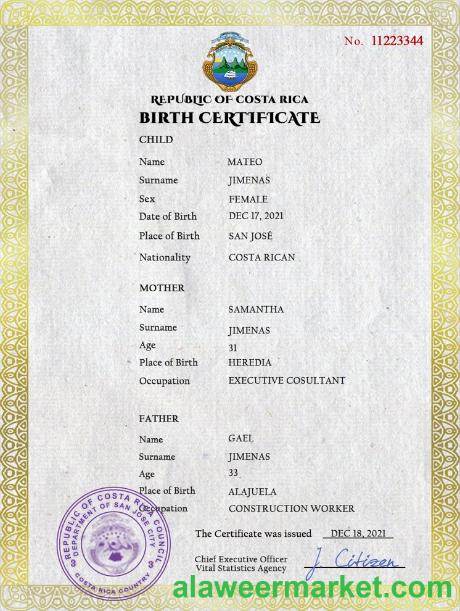 No. 11223344
REPUBLIC OF COSTA RICA
BIRTH CERTIFICATE
CHILD
Name MATEO
Surname JIMENAS
Sex FEMALE
Date of Birth DEC 17, 2021
Place of Birth SAN JOSÉ
Nationality COSTA RICAN
MOTHER
Name SAMANTHA
Surname JIMENAS
Age 31
Place of Birth HEREDIA
Occupation EXECUTIVE COSULTANT
FATHER
Name GAEL
Surname JIMENAS
Age 33
Place of Birth ALAJUELA
Occupation CONSTRUCTION WORKER
REPUBLIC OF COSTA RICA COUNCIL
DEPARTMENT OF SAN JOSE CITY
COSTA RICA COUNTRY
The Certificate was issued DEC 18, 2021
Chief Executive Officer
Vital Statistics Agency J. Citizen
alaweermarket.com